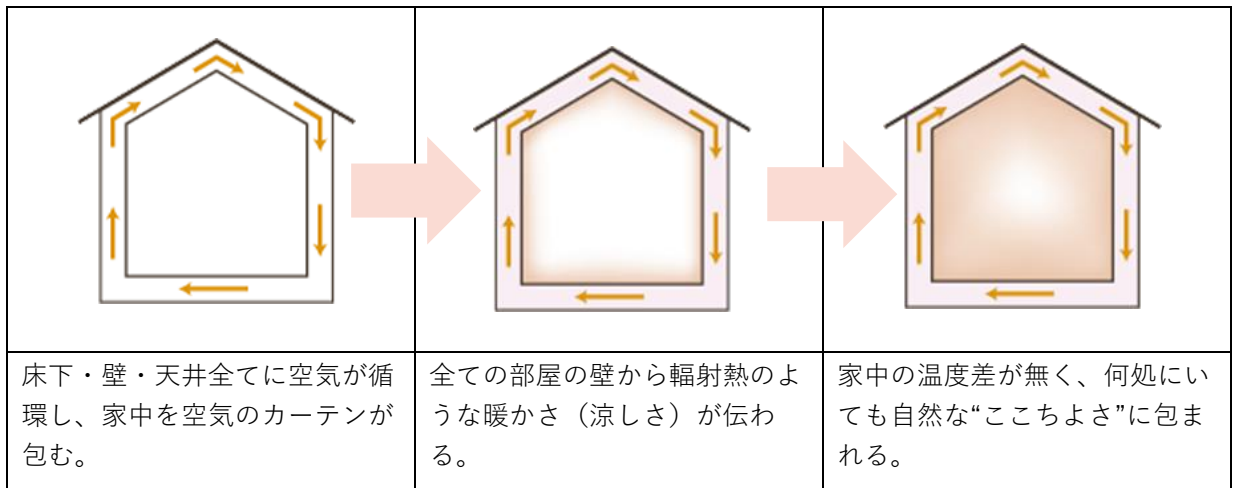 床下・壁・天井全てに空気が循
環し、家中を空気のカーテンが
包む。
全ての部屋の壁から輻射熱のよ
うな暖かさ（涼しさ）が伝わ
る。
家中の温度差が無く、何処にい
ても自然な“ここちよさ”に包ま
れる。